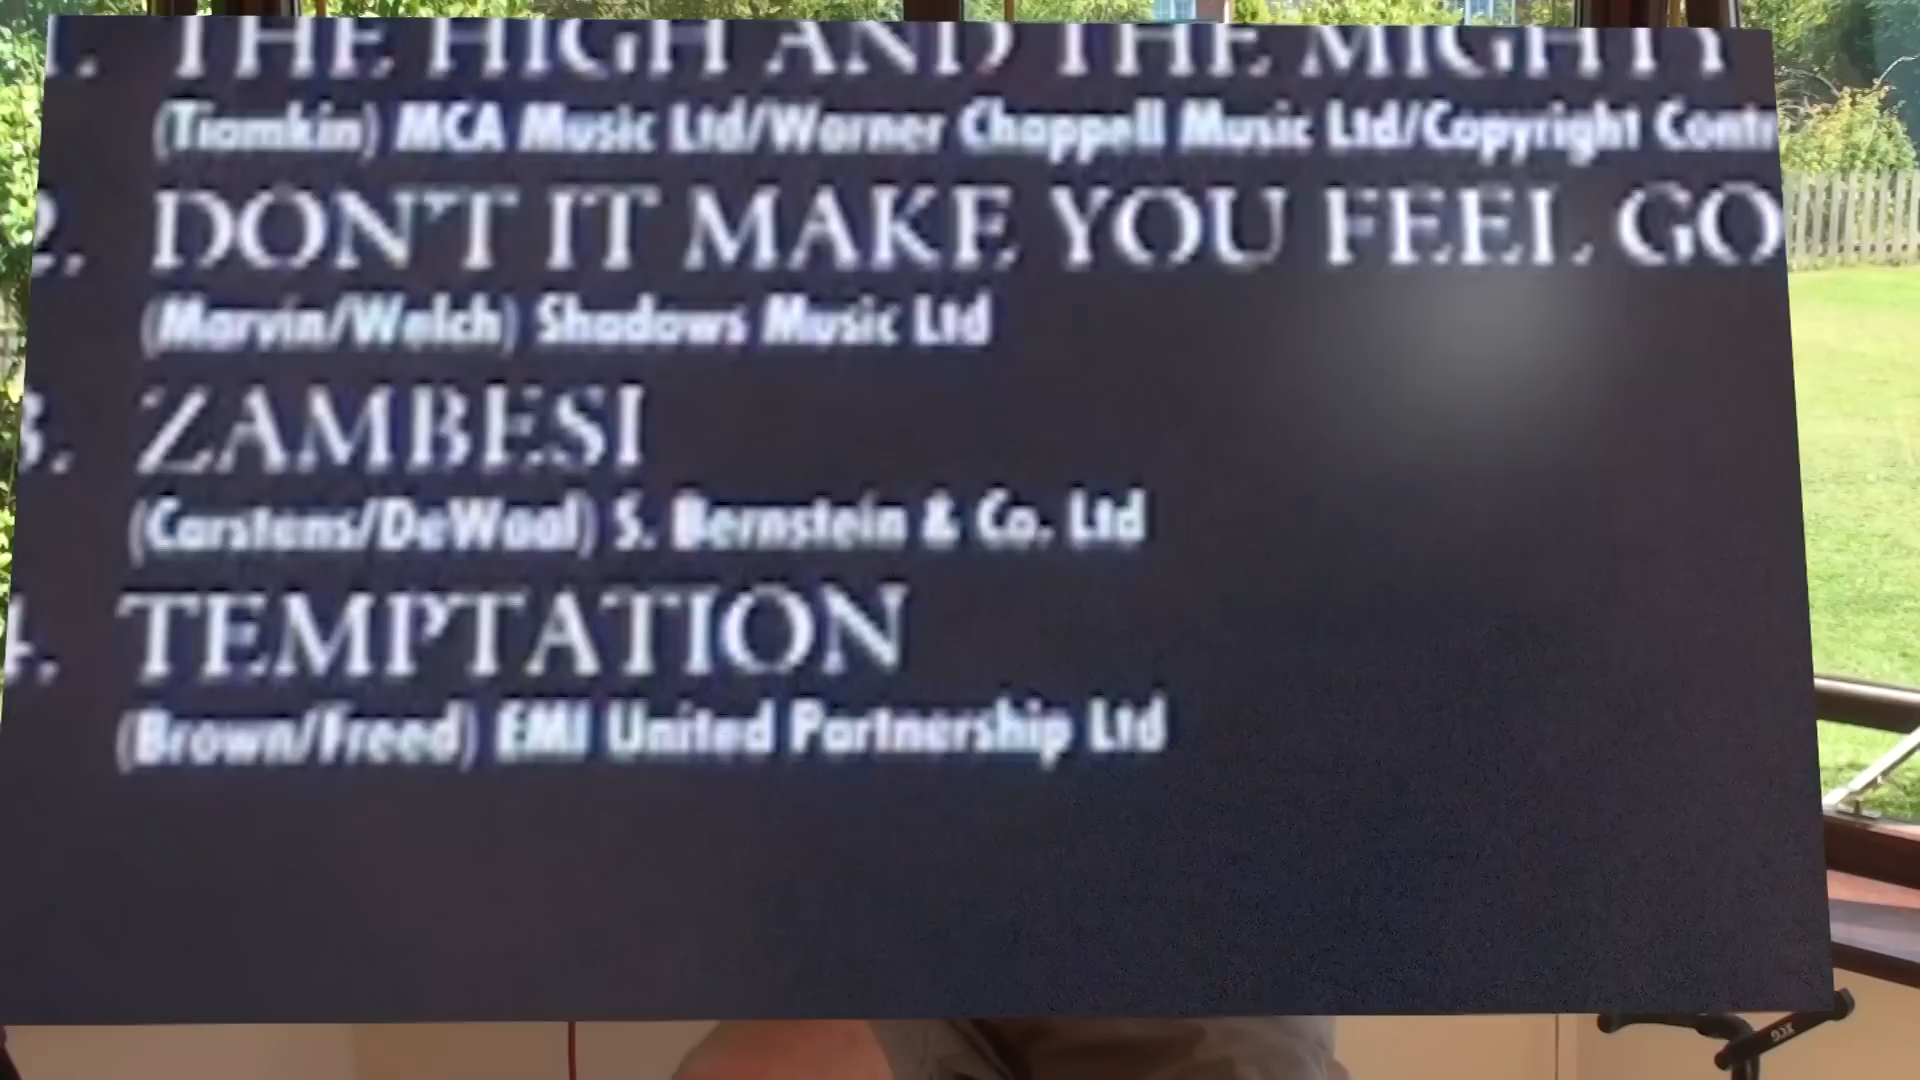 1. THE HIGH AND THE MIGHTY
(Tiomkin) MCA Music Ltd/Warner Chappell Music Ltd/Copyright Contr
2. DON'T IT MAKE YOU FEEL GO
(Marvin/Welch) Shadows Music Ltd
3. ZAMBESI
(Carstens/DeWaal) S. Bernstein & Co. Ltd
4. TEMPTATION
(Brown/Freed) EMI United Partnership Ltd